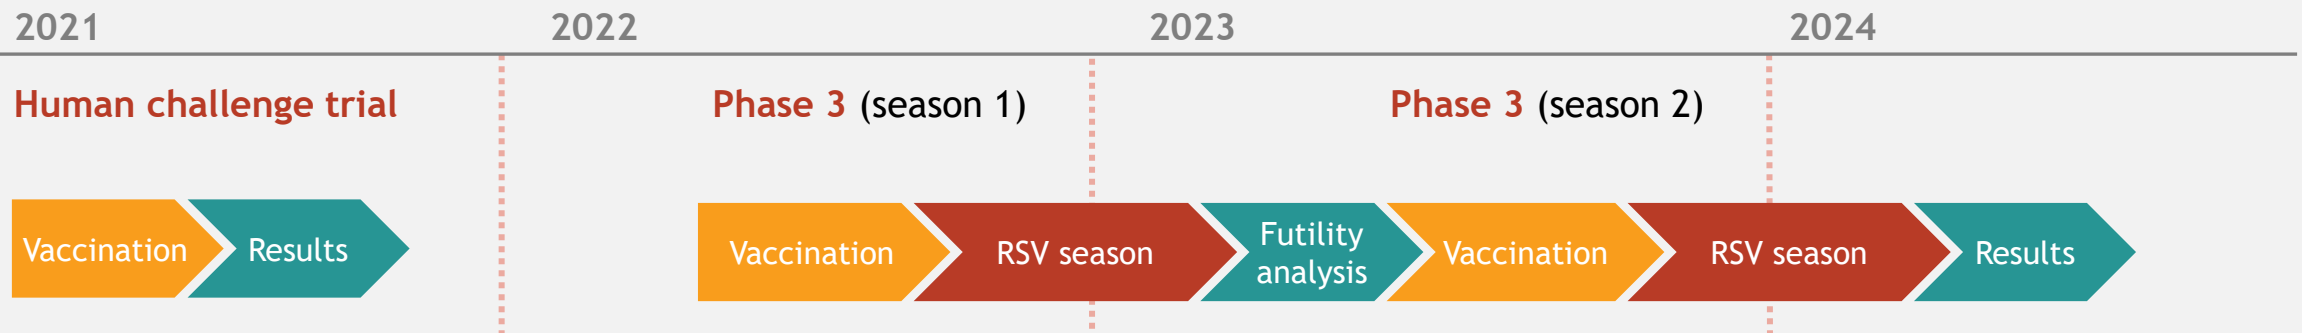 2021 2022 2023 2024
Human challenge trial Phase 3 (season 1) Phase 3 (season 2)
Vaccination Results Vaccination RSV season Futility analysis Vaccination RSV season Results